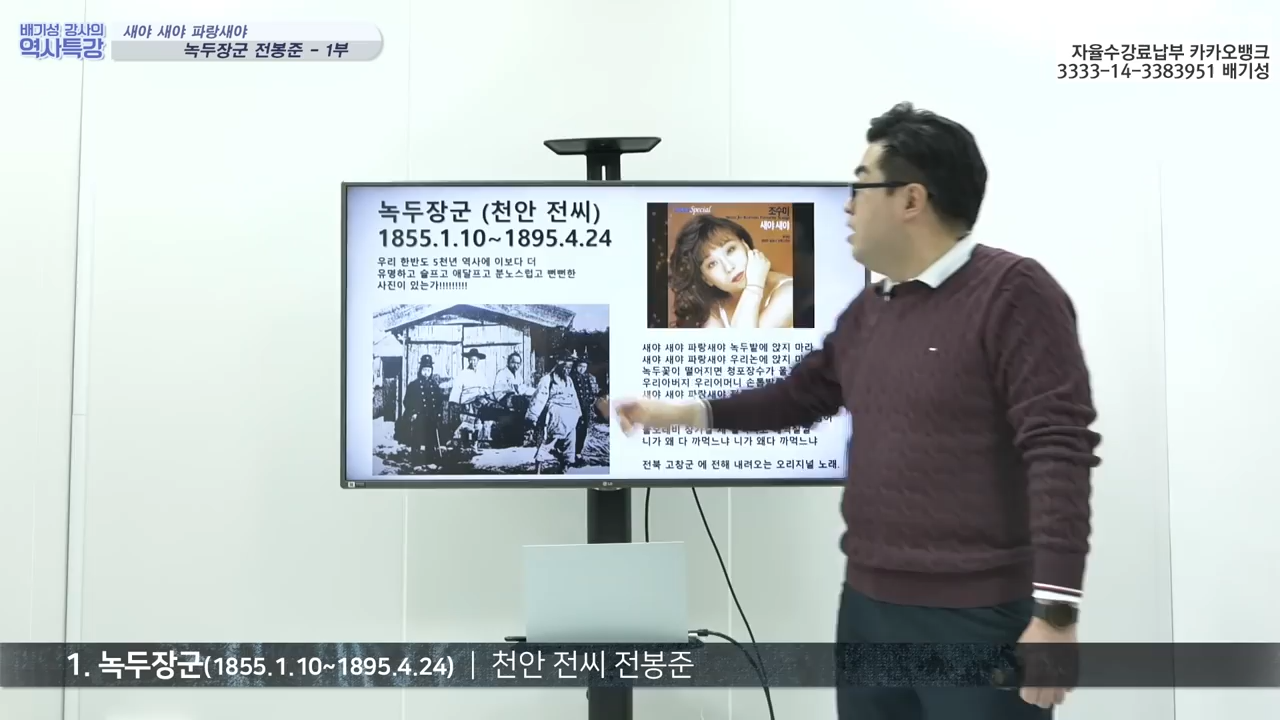 배기성 강사의
역사특강
새야 새야 파랑새야
녹두장군 전봉준 - 1부
자율수강료납부 카카오뱅크
3333-14-3383951 배기성
녹두장군 (천안 전씨)
1855.1.10~1895.4.24
우리 한반도 5천년 역사에 이보다 더
유명하고 슬프고 애달프고 분노스럽고 뻔뻔한
사진이 있는가!!!!!!!!!
Special
조수미
새야 새야
새야 새야 파랑새야 녹두밭에 앉지 마라
새야 새야 파랑새야 우리논에 앉지
녹두꽃이 떨어지면 청포장수가
우리아버지 우리어머니
새야 새야 파랑새야
니가 왜 다 까먹느냐 니가 왜다 까먹느냐
전북 고창군 에 전해 내려오는 오리지널 노래.
LG
1. 녹두장군(1855.1.10~1895.4.24) | 천안 전씨 전봉준